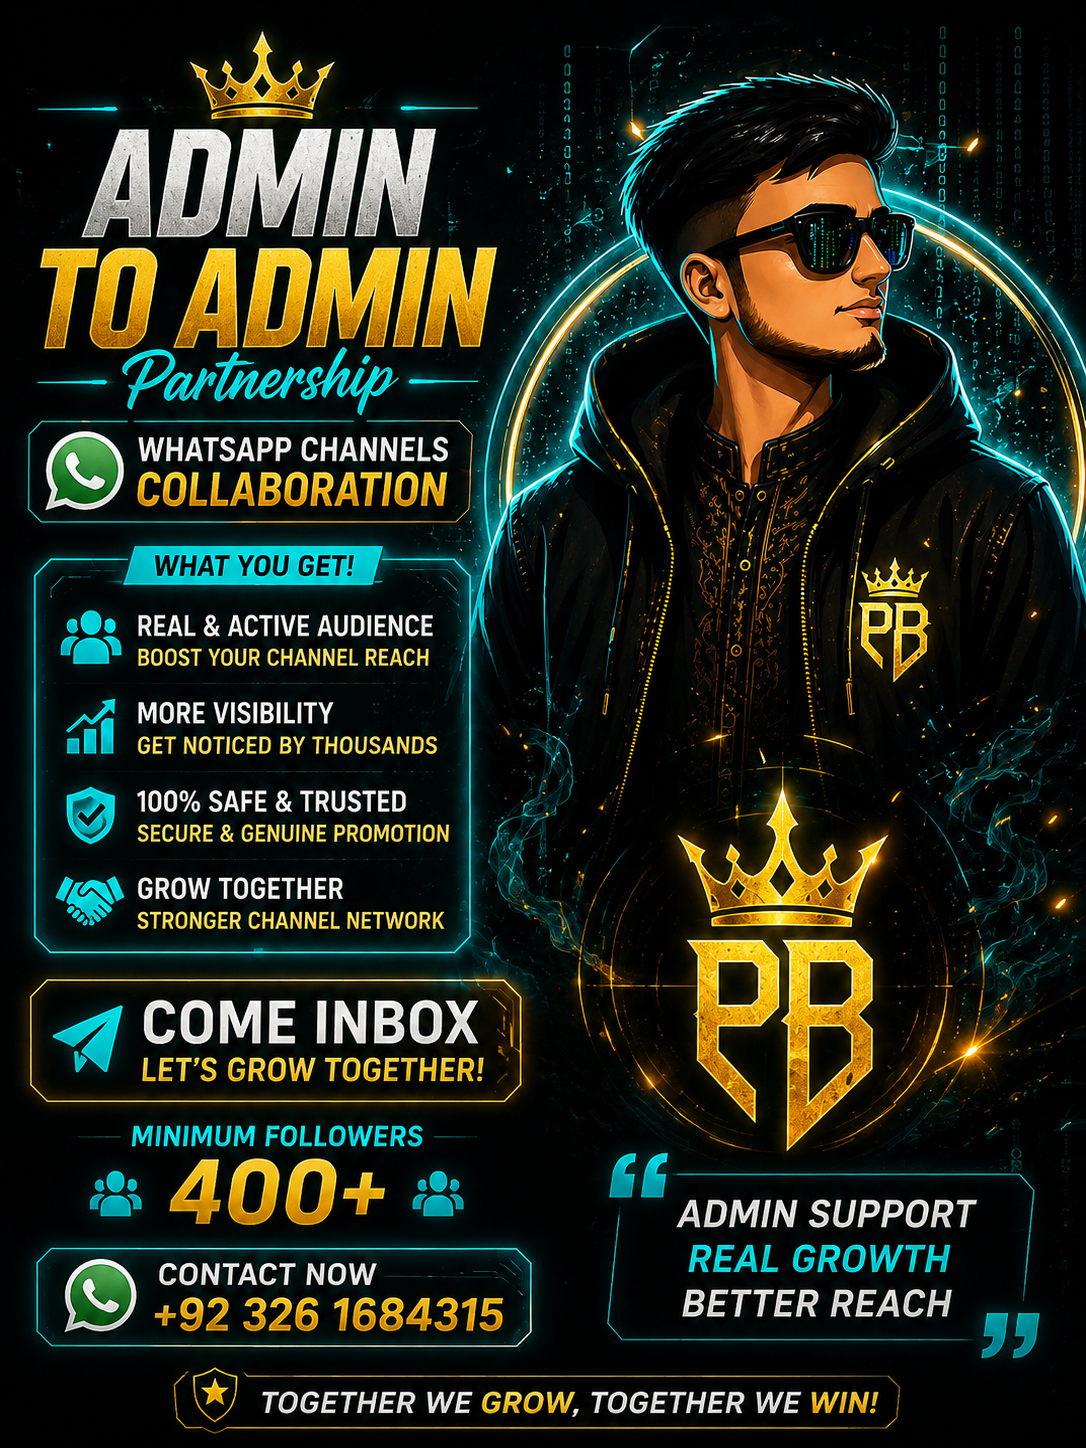 ADMIN
TO ADMIN
Partnership
WHATSAPP CHANNELS
COLLABORATION
WHAT YOU GET!
REAL & ACTIVE AUDIENCE
BOOST YOUR CHANNEL REACH
MORE VISIBILITY
GET NOTICED BY THOUSANDS
100% SAFE & TRUSTED
SECURE & GENUINE PROMOTION
GROW TOGETHER
STRONGER CHANNEL NETWORK
COME INBOX
LET'S GROW TOGETHER!
MINIMUM FOLLOWERS
400+
CONTACT NOW
+92 326 1684315
PB
PB
ADMIN SUPPORT
REAL GROWTH
BETTER REACH
TOGETHER WE GROW, TOGETHER WE WIN!